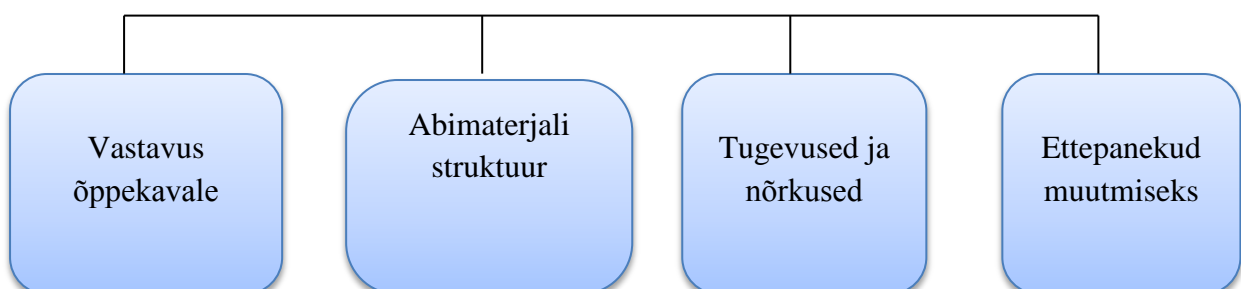 Vastavus
õppekavale
Abimaterjali
struktuur
Tugevused ja
nõrkused
Ettepanekud
muutmiseks